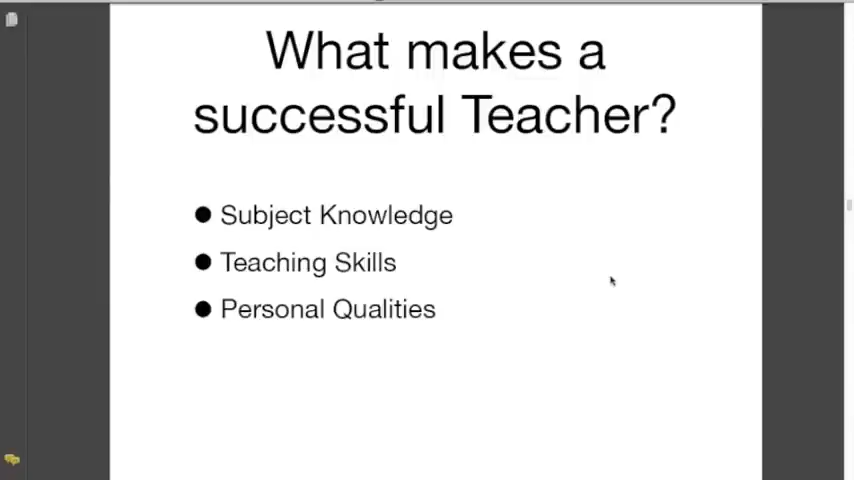 What makes a
successful Teacher?
● Subject Knowledge
● Teaching Skills
● Personal Qualities